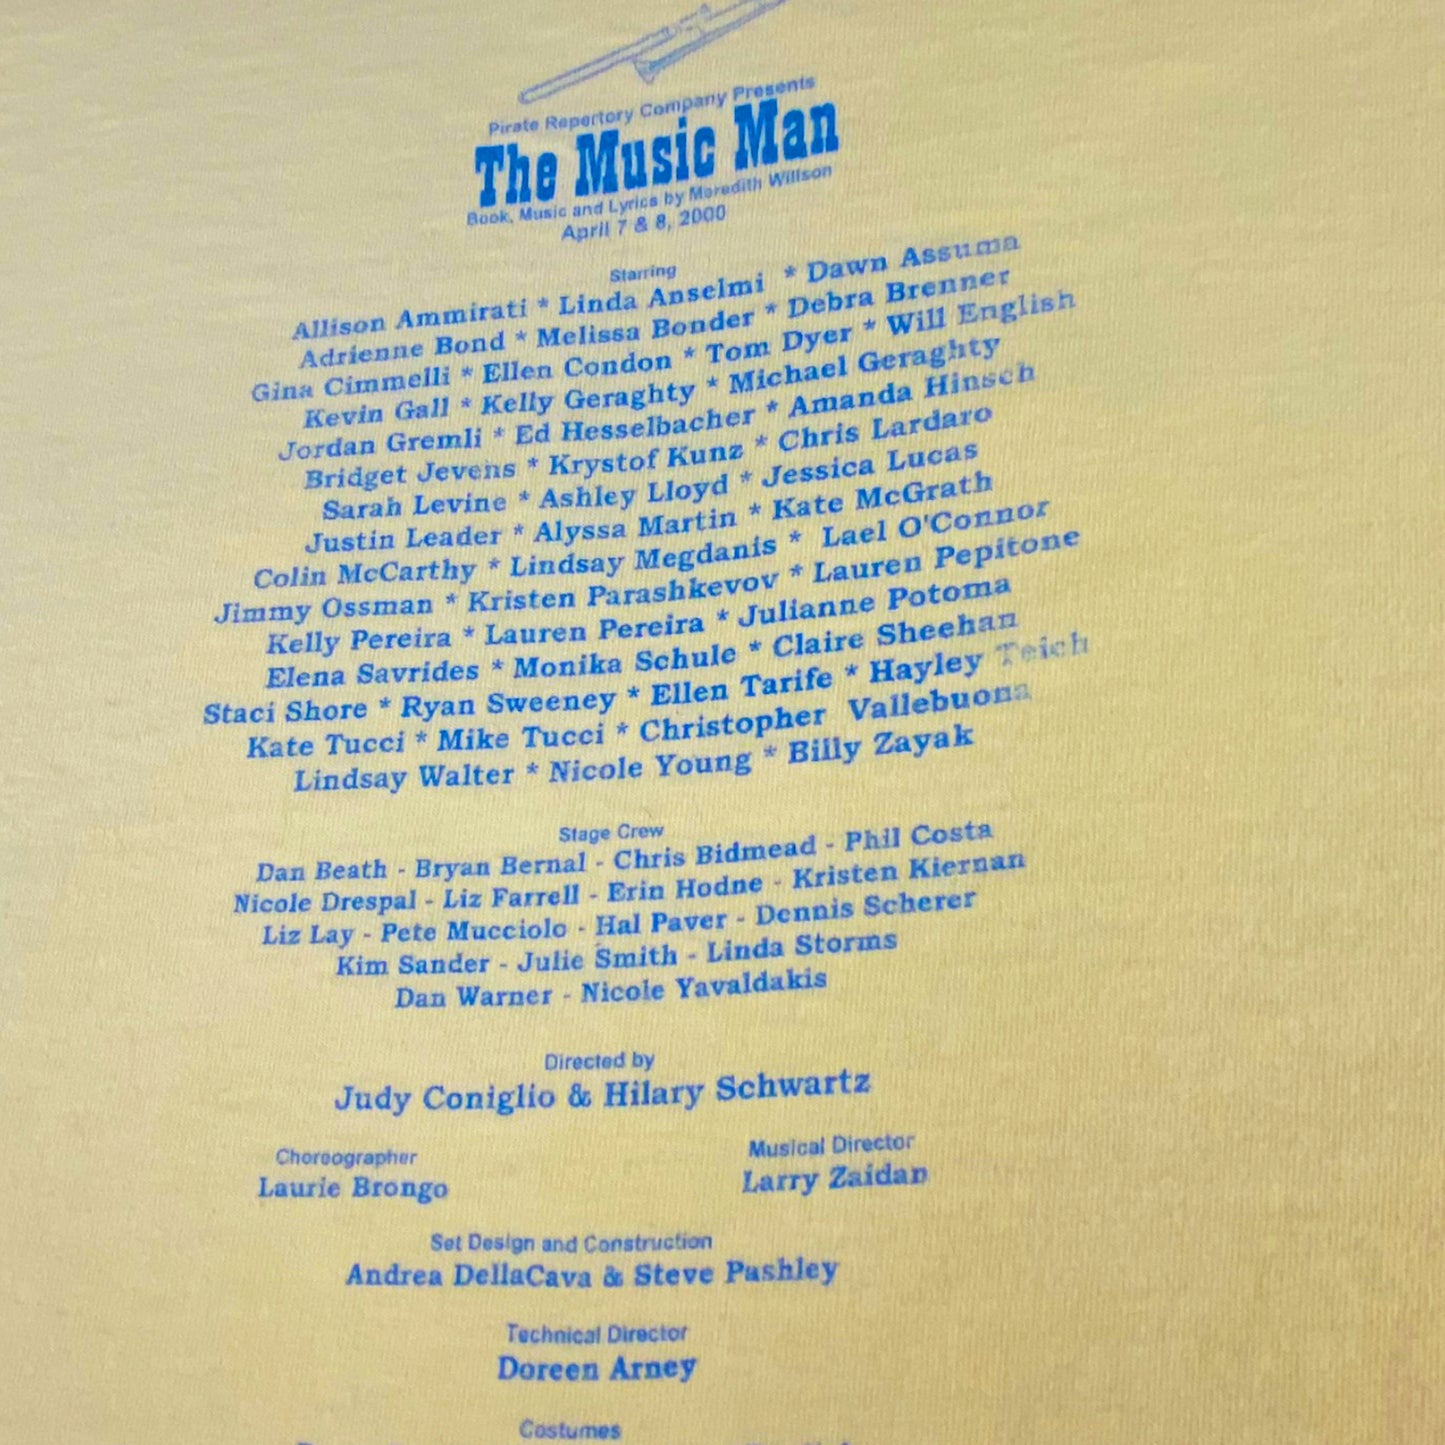 Pirate Repertory Company Presents
The Music Man
Book, Music and Lyrics by Meredith Willson
April 7 & 8, 2000
Starring
Allison Ammirati * Linda Anselmi * Dawn Assuma
Adrienne Bond * Melissa Bonder * Debra Brenner
Gina Cimmelli * Ellen Condon * Tom Dyer * Will English
Kevin Gall * Kelly Geraghty * Michael Geraghty
Jordan Gremli * Ed Hesselbacher * Amanda Hinsch
Bridget Jevens * Krystof Kunz * Chris Lardaro
Sarah Levine * Ashley Lloyd * Jessica Lucas
Justin Leader * Alyssa Martin * Kate McGrath
Colin McCarthy * Lindsay Megdanis * Lael O'Connor
Jimmy Ossman * Kristen Parashkevov * Lauren Pepitone
Kelly Pereira * Lauren Pereira * Julianne Potoma
Elena Savrides * Monika Schule * Claire Sheehan
Staci Shore * Ryan Sweeney * Ellen Tarife * Hayley Teich
Kate Tucci * Mike Tucci * Christopher Vallebuona
Lindsay Walter * Nicole Young * Billy Zayak
Stage Crew
Dan Beath - Bryan Bernal - Chris Bidmead - Phil Costa
Nicole Drespal - Liz Farrell - Erin Hodne - Kristen Kiernan
Liz Lay - Pete Mucciolo - Hal Paver - Dennis Scherer
Kim Sander - Julie Smith - Linda Storms
Dan Warner - Nicole Yavaldakis
Directed by
Judy Coniglio & Hilary Schwartz
Choreographer
Laurie Brongo
Musical Director
Larry Zaidan
Set Design and Construction
Andrea DellaCava & Steve Pashley
Technical Director
Doreen Arney
Costumes